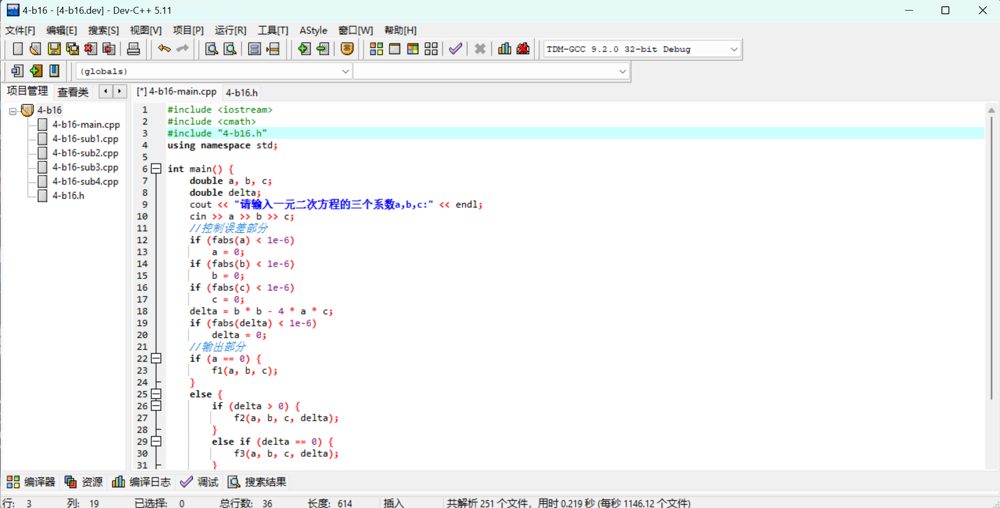 4-b16 - [4-b16.dev] - Dev-C++ 5.11
文件[F] 编辑[E] 搜索[S] 视图[V] 项目[P] 运行[R] 工具[T] AStyle 窗口[W] 帮助[H]
TDM-GCC 9.2.0 32-bit Debug
(globals)
项目管理 查看类 [*] 4-b16-main.cpp 4-b16.h
4-b16
4-b16-main.cpp
4-b16-sub1.cpp
4-b16-sub2.cpp
4-b16-sub3.cpp
4-b16-sub4.cpp
4-b16.h
1 #include <iostream>
2 #include <cmath>
3 #include "4-b16.h"
4 using namespace std;
5
6 int main() {
7 double a, b, c;
8 double delta;
9 cout << "请输入一元二次方程的三个系数a,b,c:" << endl;
10 cin >> a >> b >> c;
11 //控制误差部分
12 if (fabs(a) < 1e-6)
13 a = 0;
14 if (fabs(b) < 1e-6)
15 b = 0;
16 if (fabs(c) < 1e-6)
17 c = 0;
18 delta = b * b - 4 * a * c;
19 if (fabs(delta) < 1e-6)
20 delta = 0;
21 //输出部分
22 if (a == 0) {
23 f1(a, b, c);
24 }
25 else {
26 if (delta > 0) {
27 f2(a, b, c, delta);
28 }
29 else if (delta == 0) {
30 f3(a, b, c, delta);
31 }
编译器 资源 编译日志 调试 搜索结果
行: 3 列: 19 已选择: 0 总行数: 36 长度: 614 插入 共解析 251 个文件，用时 0.219 秒 (每秒 1146.12 个文件)